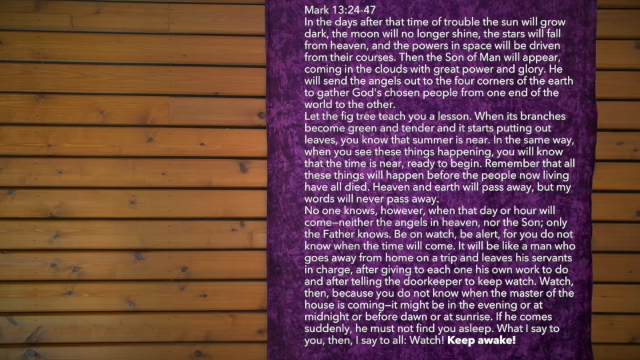 Mark 13:24-47
In the days after that time of trouble the sun will grow
dark, the moon will no longer shine, the stars will fall
from heaven, and the powers in space will be driven
from their courses. Then the Son of Man will appear,
coming in the clouds with great power and glory. He
will send the angels out to the four corners of the earth
to gather God's chosen people from one end of the
world to the other.
Let the fig tree teach you a lesson. When its branches
become green and tender and it starts putting out
leaves, you know that summer is near. In the same way,
when you see these things happening, you will know
that the time is near, ready to begin. Remember that all
these things will happen before the people now living
have all died. Heaven and earth will pass away, but my
words will never pass away.
No one knows, however, when that day or hour will
come—neither the angels in heaven, nor the Son; only
the Father knows. Be on watch, be alert, for you do not
know when the time will come. It will be like a man who
goes away from home on a trip and leaves his servants
in charge, after giving to each one his own work to do
and after telling the doorkeeper to keep watch. Watch,
then, because you do not know when the master of the
house is coming—it might be in the evening or at
midnight or before dawn or at sunrise. If he comes
suddenly, he must not find you asleep. What I say to
you, then, I say to all: Watch! Keep awake!